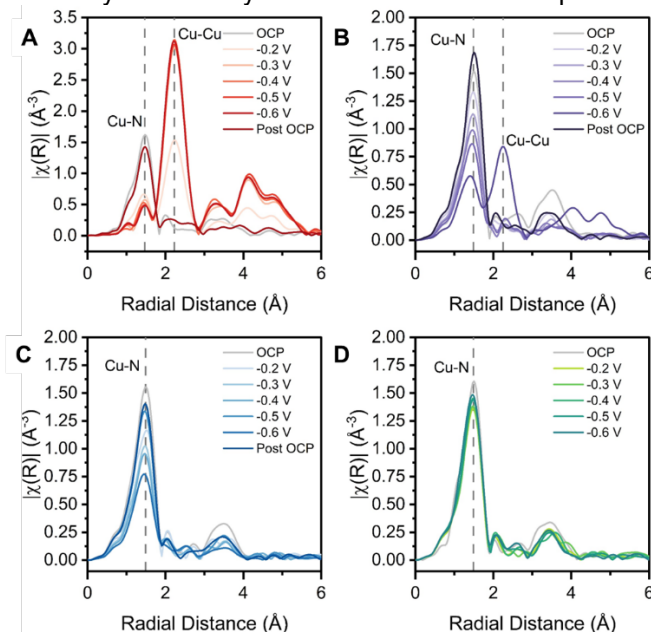 A
3.5
3.0
2.5
2.0
1.5
1.0
0.5
0.0
|χ(R)| (Å⁻³)
Cu-N
Cu-Cu
OCP
-0.2 V
-0.3 V
-0.4 V
-0.5 V
-0.6 V
Post OCP
0 2 4 6
Radial Distance (Å)
B
2.00
1.75
1.50
1.25
1.00
0.75
0.50
0.25
0.00
|χ(R)| (Å⁻³)
Cu-N
Cu-Cu
OCP
-0.2 V
-0.3 V
-0.4 V
-0.5 V
-0.6 V
Post OCP
0 2 4 6
Radial Distance (Å)
C
2.00
1.75
1.50
1.25
1.00
0.75
0.50
0.25
0.00
|χ(R)| (Å⁻³)
Cu-N
OCP
-0.2 V
-0.3 V
-0.4 V
-0.5 V
-0.6 V
Post OCP
0 2 4 6
Radial Distance (Å)
D
2.00
1.75
1.50
1.25
1.00
0.75
0.50
0.25
0.00
|χ(R)| (Å⁻³)
Cu-N
OCP
-0.2 V
-0.3 V
-0.4 V
-0.5 V
-0.6 V
0 2 4 6
Radial Distance (Å)